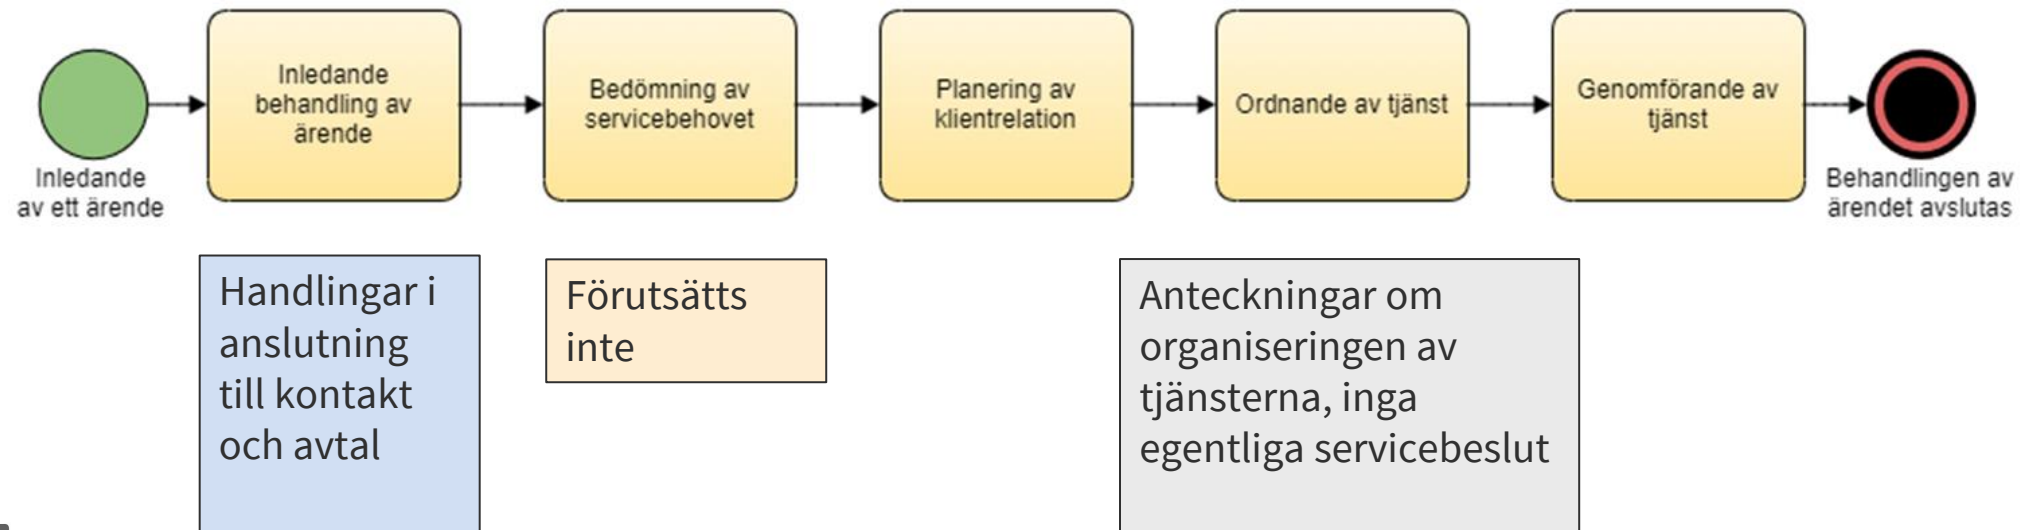 Inledande
av ett ärende
Inledande
behandling av
ärende
Bedömning av
servicebehovet
Planering av
klientrelation
Ordnande av tjänst
Genomförande av
tjänst
Behandlingen av
ärendet avslutas
Handlingar i
anslutning
till kontakt
och avtal
Förutsätts
inte
Anteckningar om
organiseringen av
tjänsterna, inga
egentliga servicebeslut